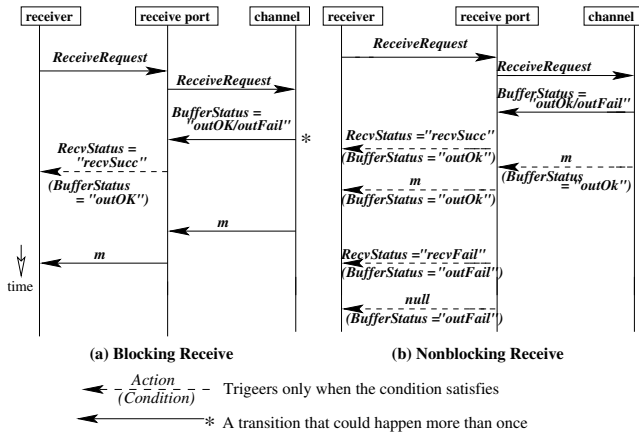 receiver receive port channel
ReceiveRequest
ReceiveRequest
BufferStatus =
"outOK/outFail"
*
RecvStatus =
"recvSucc"
(BufferStatus
= "outOK")
m
m
time
(a) Blocking Receive
receiver receive port channel
ReceiveRequest
ReceiveRequest
BufferStatus =
"outOk/outFail"
RecvStatus ="recvSucc"
(BufferStatus ="outOk")
m
(BufferStatus
= "outOk")
m
(BufferStatus ="outOk")
RecvStatus ="recvFail"
(BufferStatus ="outFail")
null
(BufferStatus ="outFail")
(b) Nonblocking Receive
Action
(Condition)
Trigeers only when the condition satisfies
* A transition that could happen more than once